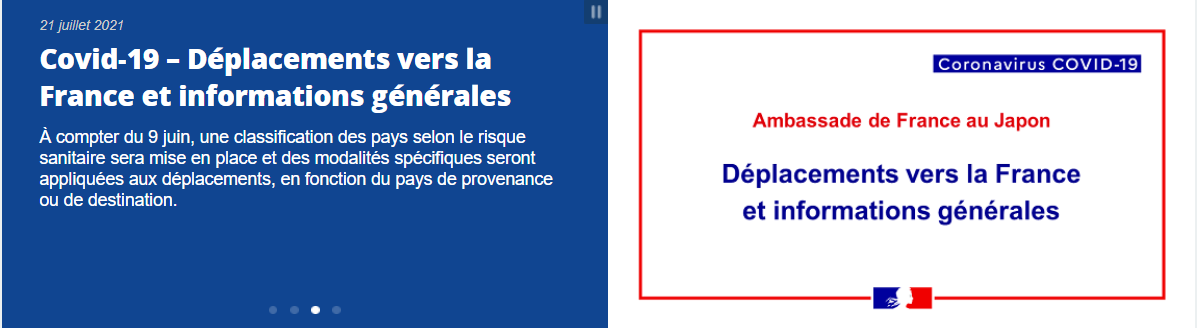 21 juillet 2021
Covid-19 – Déplacements vers la
France et informations générales
À compter du 9 juin, une classification des pays selon le risque
sanitaire sera mise en place et des modalités spécifiques seront
appliquées aux déplacements, en fonction du pays de provenance
ou de destination.
Coronavirus COVID-19
Ambassade de France au Japon
Déplacements vers la France
et informations générales